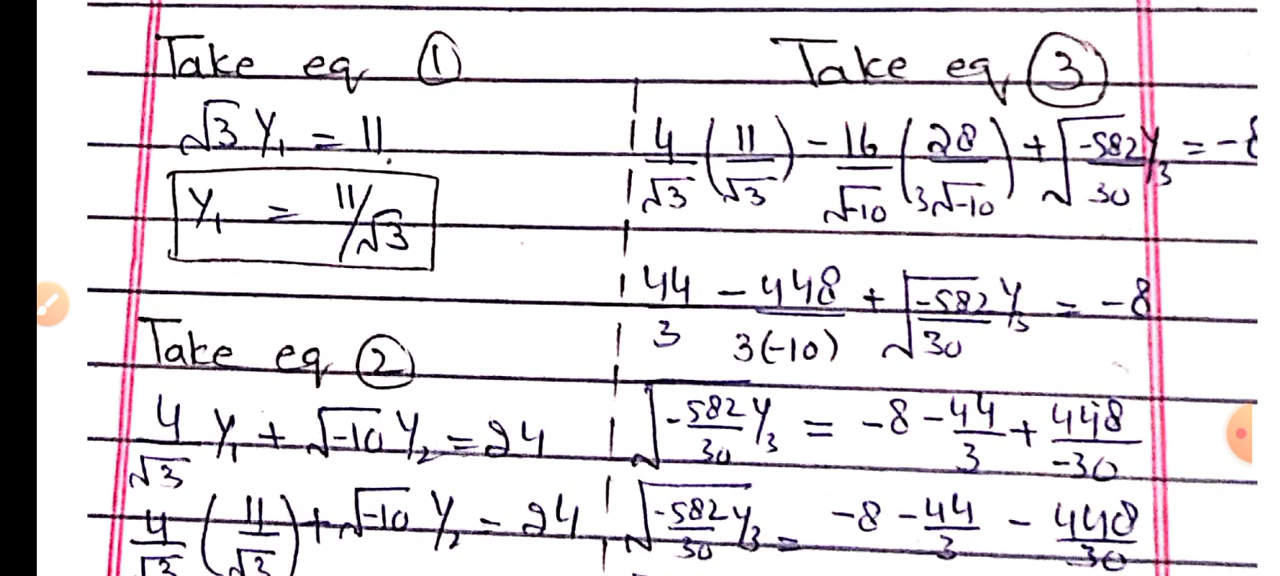 Take eq ①
√3 Y₁ = 11
Y₁ = 11/√3
Take eq ②
4/√3 Y₁ + √-10 Y₂ = 24
4/√3 (11/√3) + √-10 Y₂ = 24
Take eq ③
4/√3 (11/√3) - 16/√-10 (28/3√-10) + √(-582/30) Y₃ = -8
44/3 - 448/3(-10) + √(-582/30) Y₃ = -8
√(-582/30) Y₃ = -8 - 44/3 + 448/-30
√(-582/30) Y₃ = -8 - 44/3 - 448/30